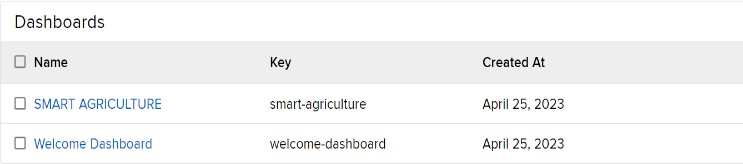 Dashboards
Name Key Created At
SMART AGRICULTURE smart-agriculture April 25, 2023
Welcome Dashboard welcome-dashboard April 25, 2023